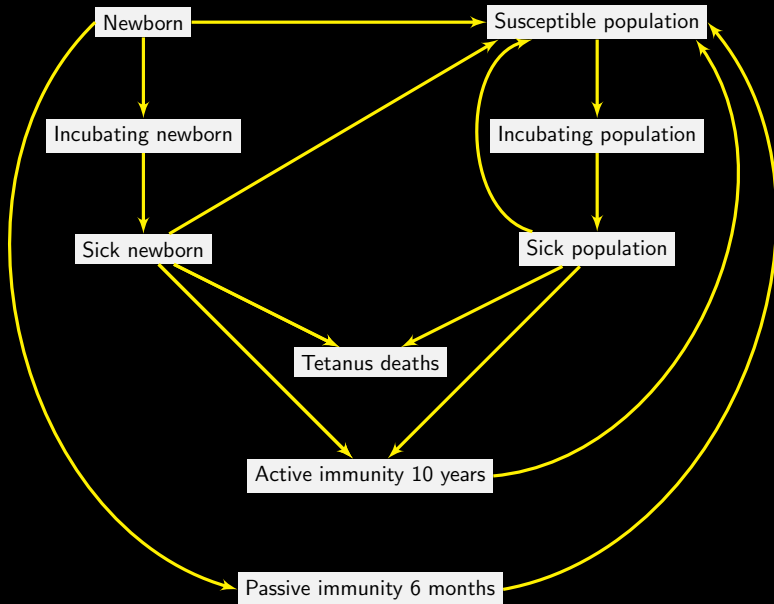 Newborn
Susceptible population
Incubating newborn
Incubating population
Sick newborn
Sick population
Tetanus deaths
Active immunity 10 years
Passive immunity 6 months